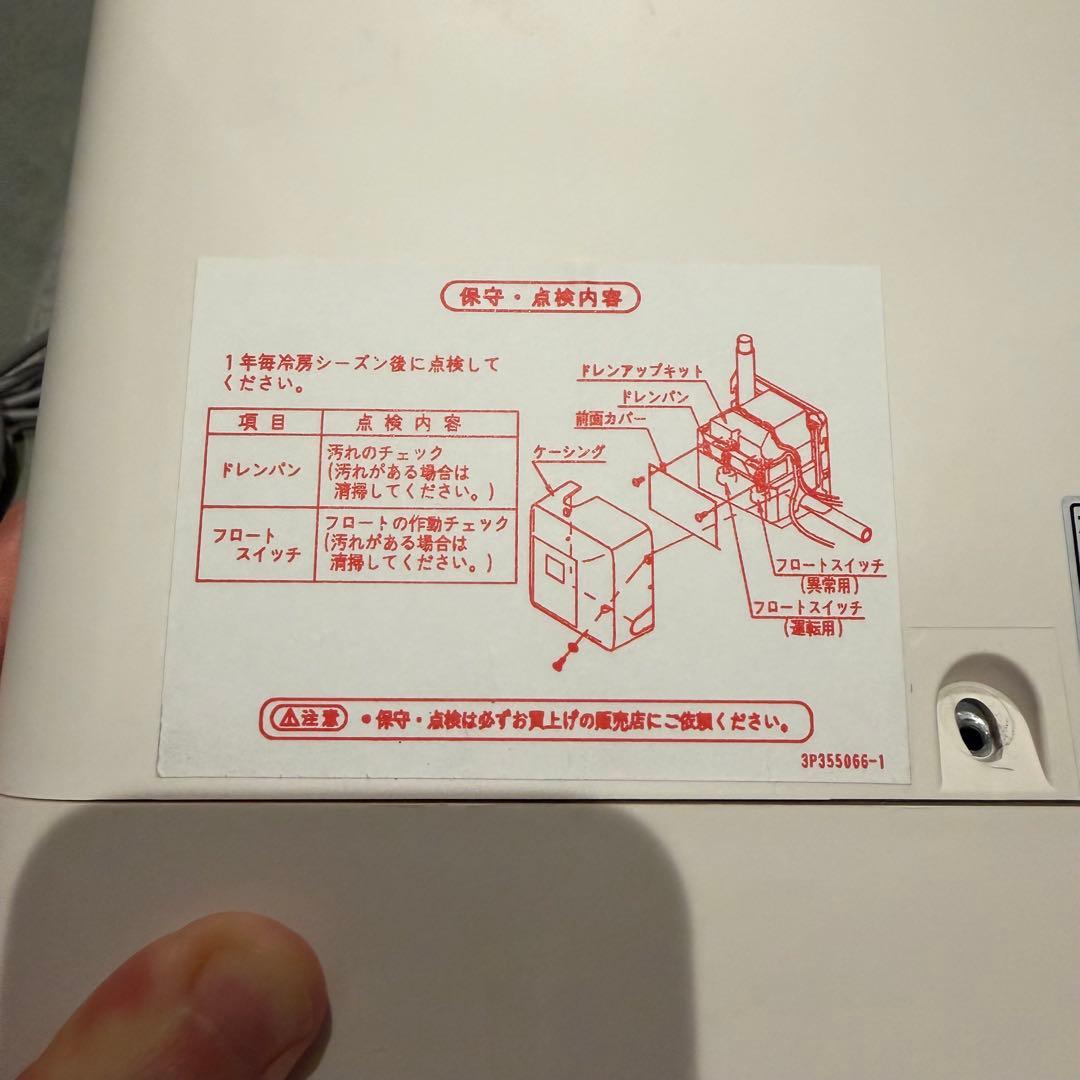 保守・点検内容
1年毎冷房シーズン後に点検して
ください。
項目 点検内容
ドレンパン
汚れのチェック
(汚れがある場合は
清掃してください。)
フロート
スイッチ
フロートの作動チェック
(汚れがある場合は
清掃してください。)
ドレンアップキット
ドレンパン
前面カバー
ケーシング
フロートスイッチ
(異常用)
フロートスイッチ
(運転用)
⚠注意 ・保守・点検は必ずお買上げの販売店にご依頼ください。
3P355066-1